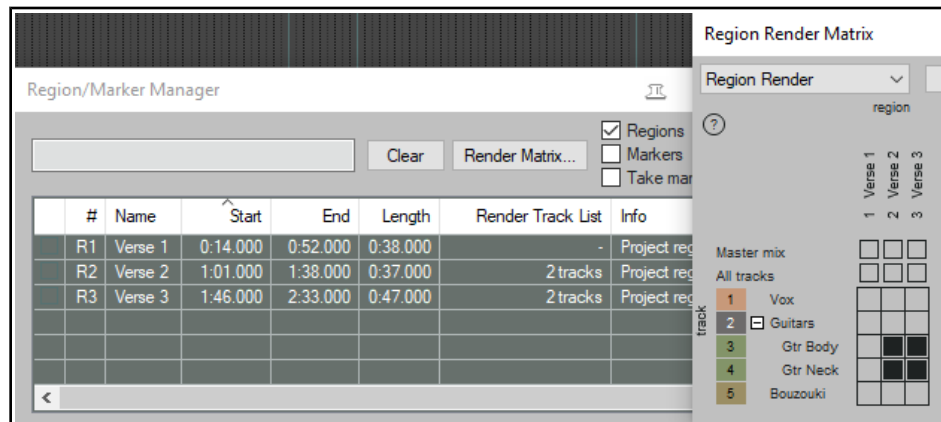 Region/Marker Manager
Clear
Render Matrix...
Regions
Markers
Take mar
# Name Start End Length Render Track List Info
R1 Verse 1 0:14.000 0:52.000 0:38.000 - Project reg
R2 Verse 2 1:01.000 1:38.000 0:37.000 2 tracks Project reg
R3 Verse 3 1:46.000 2:33.000 0:47.000 2 tracks Project reg
Region Render Matrix
Region Render
region
?
1 Verse 1
2 Verse 2
3 Verse 3
Master mix
All tracks
track
1 Vox
2 Guitars
3 Gtr Body
4 Gtr Neck
5 Bouzouki